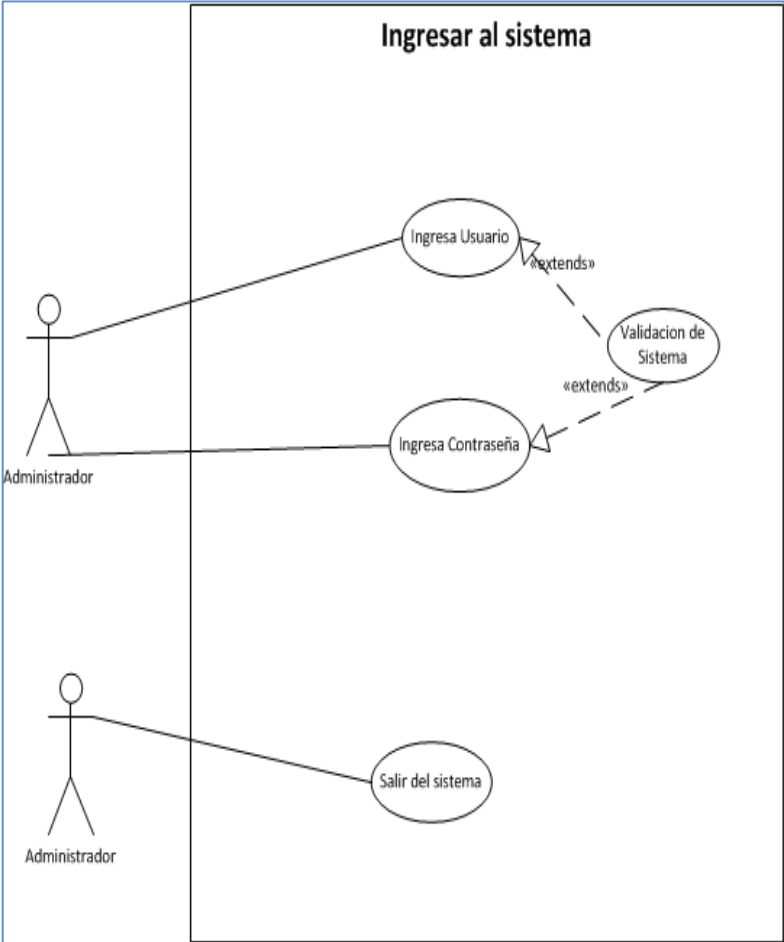 Ingresar al sistema
Ingresa Usuario
«extends»
Validacion de
Sistema
«extends»
Ingresa Contraseña
Administrador
Salir del sistema
Administrador